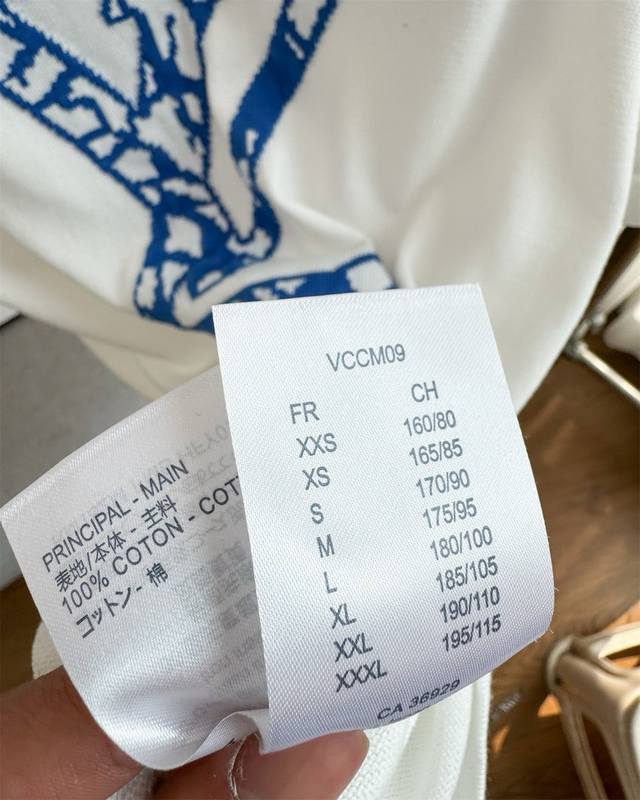 VCCM09
FR CH
XXS 160/80
XS 165/85
S 170/90
M 175/95
L 180/100
XL 185/105
XXL 190/110
XXXL 195/115
CA 36929
PRINCIPAL - MAIN
表地/本体 - 主料
100% COTON - COT
コットン - 棉